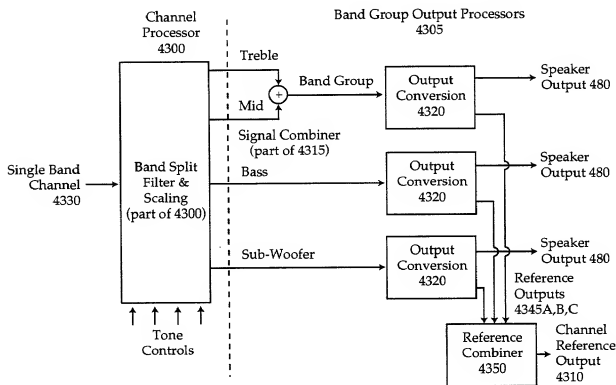 Channel
Processor
4300
Band Group Output Processors
4305
Treble
Band Group
Mid
Signal Combiner
(part of 4315)
Output
Conversion
4320
Speaker
Output 480
Single Band
Channel
4330
Band Split
Filter &
Scaling
(part of 4300)
Bass
Output
Conversion
4320
Speaker
Output 480
Sub-Woofer
Output
Conversion
4320
Speaker
Output 480
Reference
Outputs
4345A,B,C
Tone
Controls
Reference
Combiner
4350
Channel
Reference
Output
4310